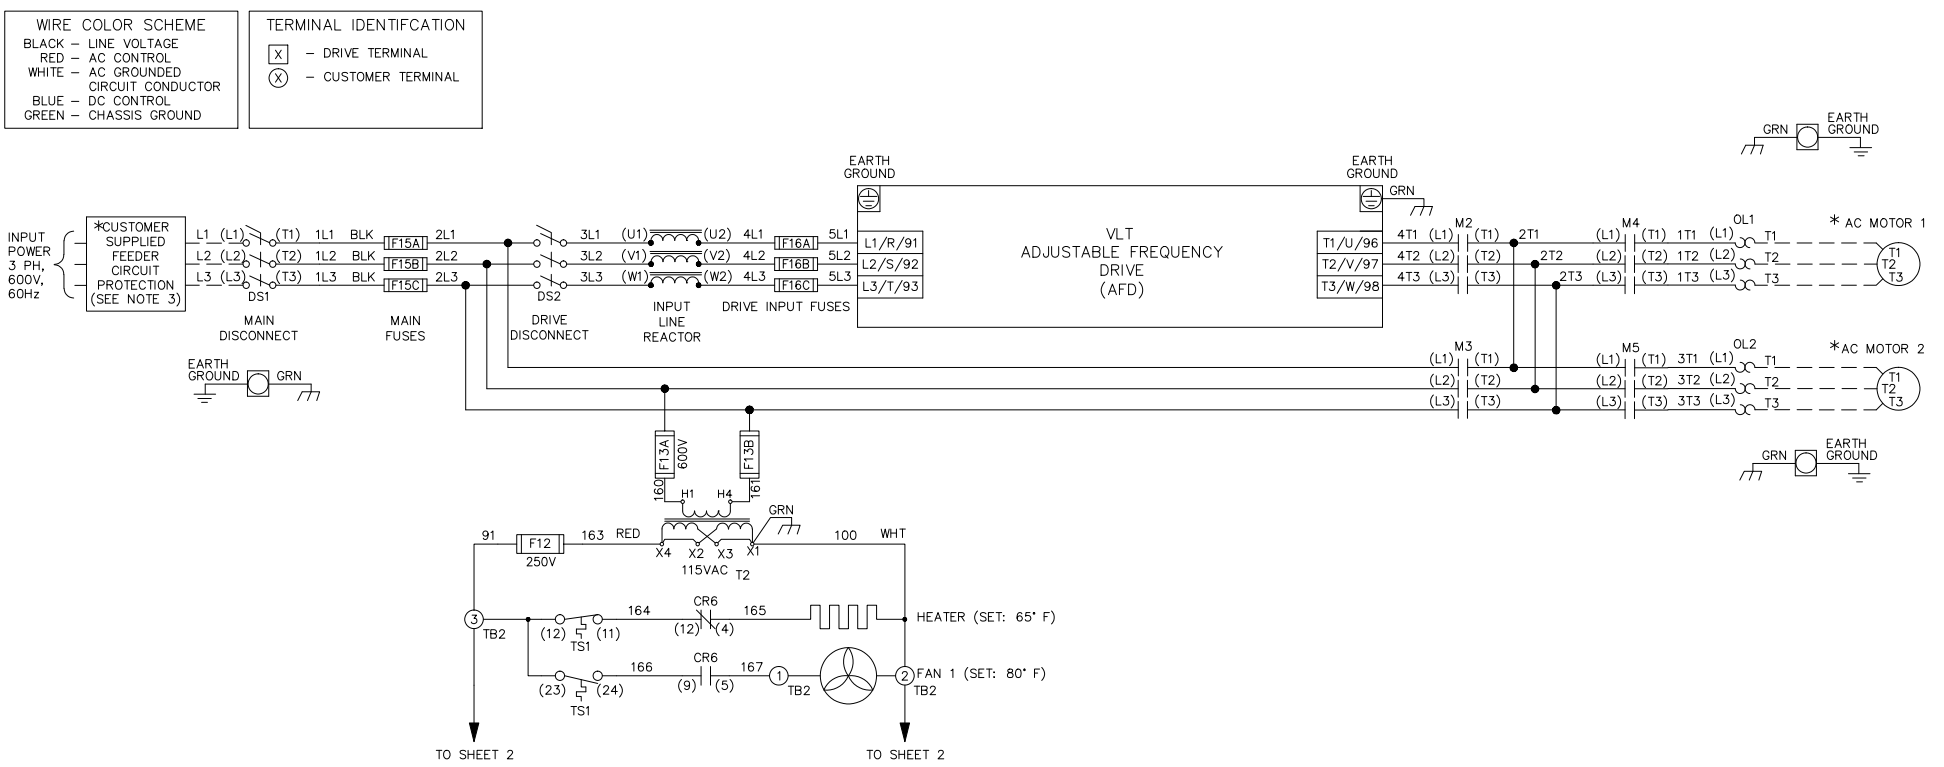 WIRE COLOR SCHEME
BLACK – LINE VOLTAGE
RED – AC CONTROL
WHITE – AC GROUNDED
CIRCUIT CONDUCTOR
BLUE – DC CONTROL
GREEN – CHASSIS GROUND
TERMINAL IDENTIFCATION
X – DRIVE TERMINAL
X – CUSTOMER TERMINAL
GRN
EARTH
GROUND
EARTH
GROUND
EARTH
GROUND
GRN
INPUT
POWER
3 PH,
600V,
60Hz
*CUSTOMER
SUPPLIED
FEEDER
CIRCUIT
PROTECTION
(SEE NOTE 3)
L1 (L1) (T1) 1L1 BLK F15A 2L1 3L1 (U1) (U2) 4L1 F16A 5L1 L1/R/91
L2 (L2) (T2) 1L2 BLK F15B 2L2 3L2 (V1) (V2) 4L2 F16B 5L2 L2/S/92
L3 (L3) (T3) 1L3 BLK F15C 2L3 3L3 (W1) (W2) 4L3 F16C 5L3 L3/T/93
DS1
MAIN
DISCONNECT
MAIN
FUSES
DS2
DRIVE
DISCONNECT
INPUT
LINE
REACTOR
DRIVE INPUT FUSES
VLT
ADJUSTABLE FREQUENCY
DRIVE
(AFD)
M2 M4 OL1 * AC MOTOR 1
T1/U/96 4T1 (L1) (T1) 2T1 (L1) (T1) 1T1 (L1) T1 T1
T2/V/97 4T2 (L2) (T2) 2T2 (L2) (T2) 1T2 (L2) T2 T2
T3/W/98 4T3 (L3) (T3) 2T3 (L3) (T3) 1T3 (L3) T3 T3
M3 M5 OL2 *AC MOTOR 2
(L1) (T1) (L1) (T1) 3T1 (L1) T1 T1
(L2) (T2) (L2) (T2) 3T2 (L2) T2 T2
(L3) (T3) (L3) (T3) 3T3 (L3) T3 T3
EARTH
GROUND
GRN
GRN
EARTH
GROUND
F13A
600V
F13B
160
161
H1 H4
GRN
91 F12 163 RED
250V
X4 X2 X3 X1
100 WHT
115VAC T2
3
TB2
(12) (11)
TS1
164
CR6
(12) (4)
165
HEATER (SET: 65° F)
(23) (24)
TS1
166
CR6
(9) (5)
167
1
TB2
2
TB2
FAN 1 (SET: 80° F)
TO SHEET 2
TO SHEET 2